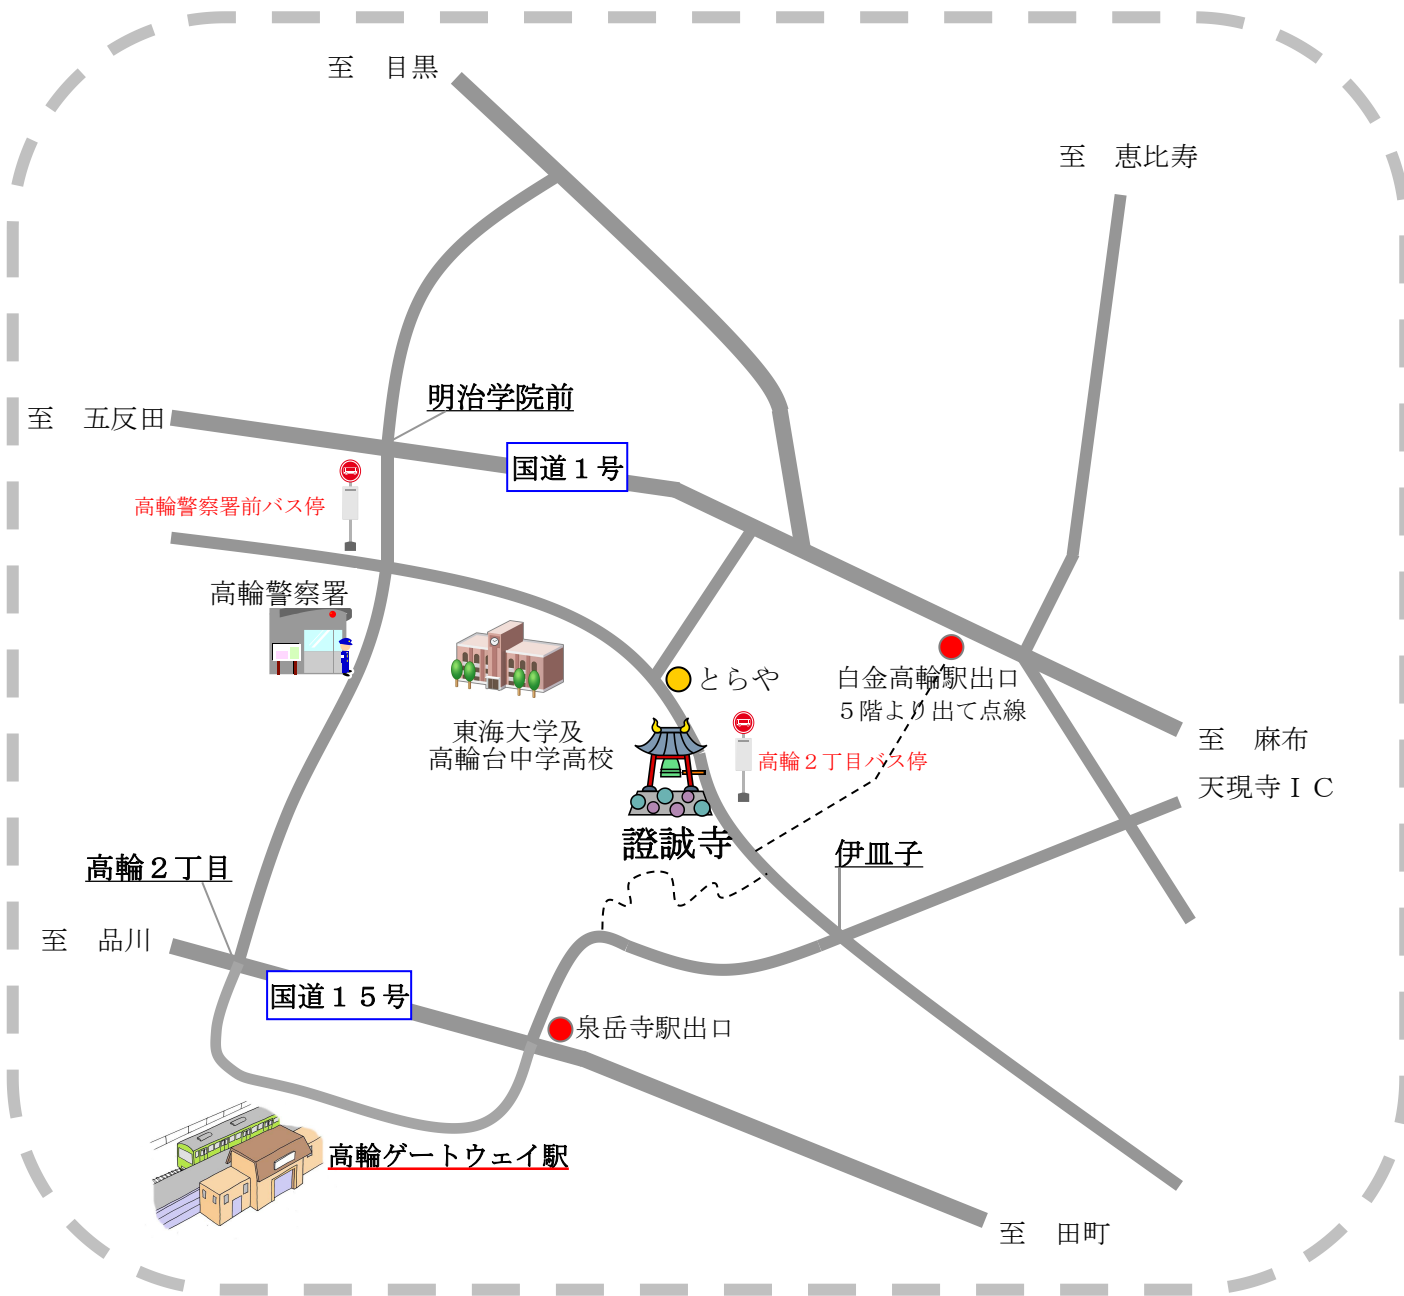 至　目黒
至　恵比寿
明治学院前
至　五反田
国道１号
高輪警察署前バス停
高輪警察署
とらや
白金高輪駅出口
５階より出て点線
東海大学及
高輪台中学高校
至　麻布
高輪２丁目バス停
天現寺ＩＣ
證誠寺
伊皿子
高輪２丁目
至　品川
国道１５号
泉岳寺駅出口
高輪ゲートウェイ駅
至　田町